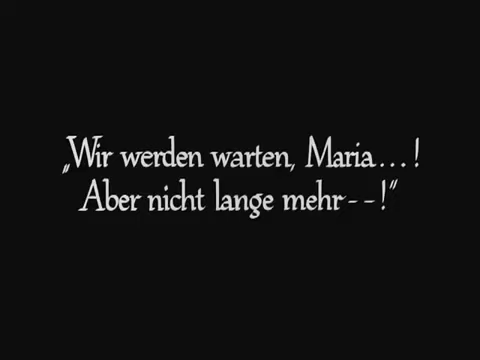 „Wir werden warten, Maria...!
Aber nicht lange mehr--!“